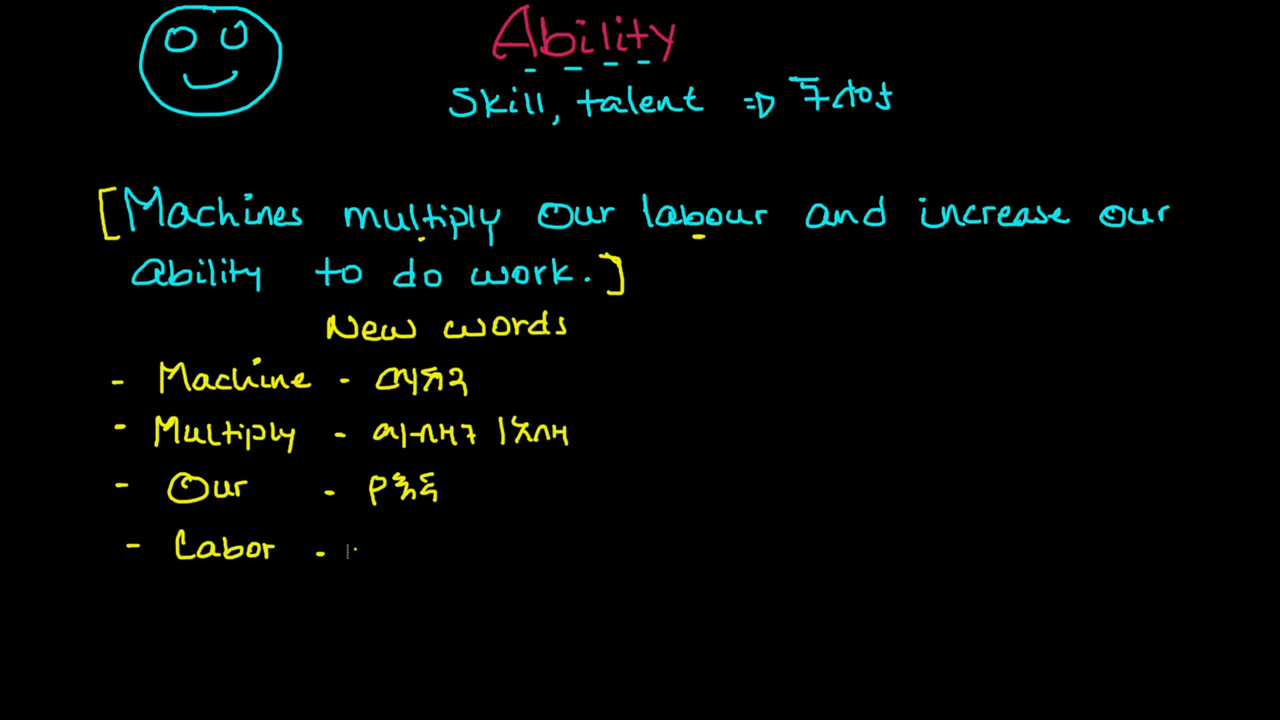 Ability
Skill, talent ⇒ ችሎታ
[Machines multiply our labour and increase our
ability to do work.]
New words
- Machine - ማሽን
- Multiply - ማብዛት
- Our - የእኛ
- Labor -